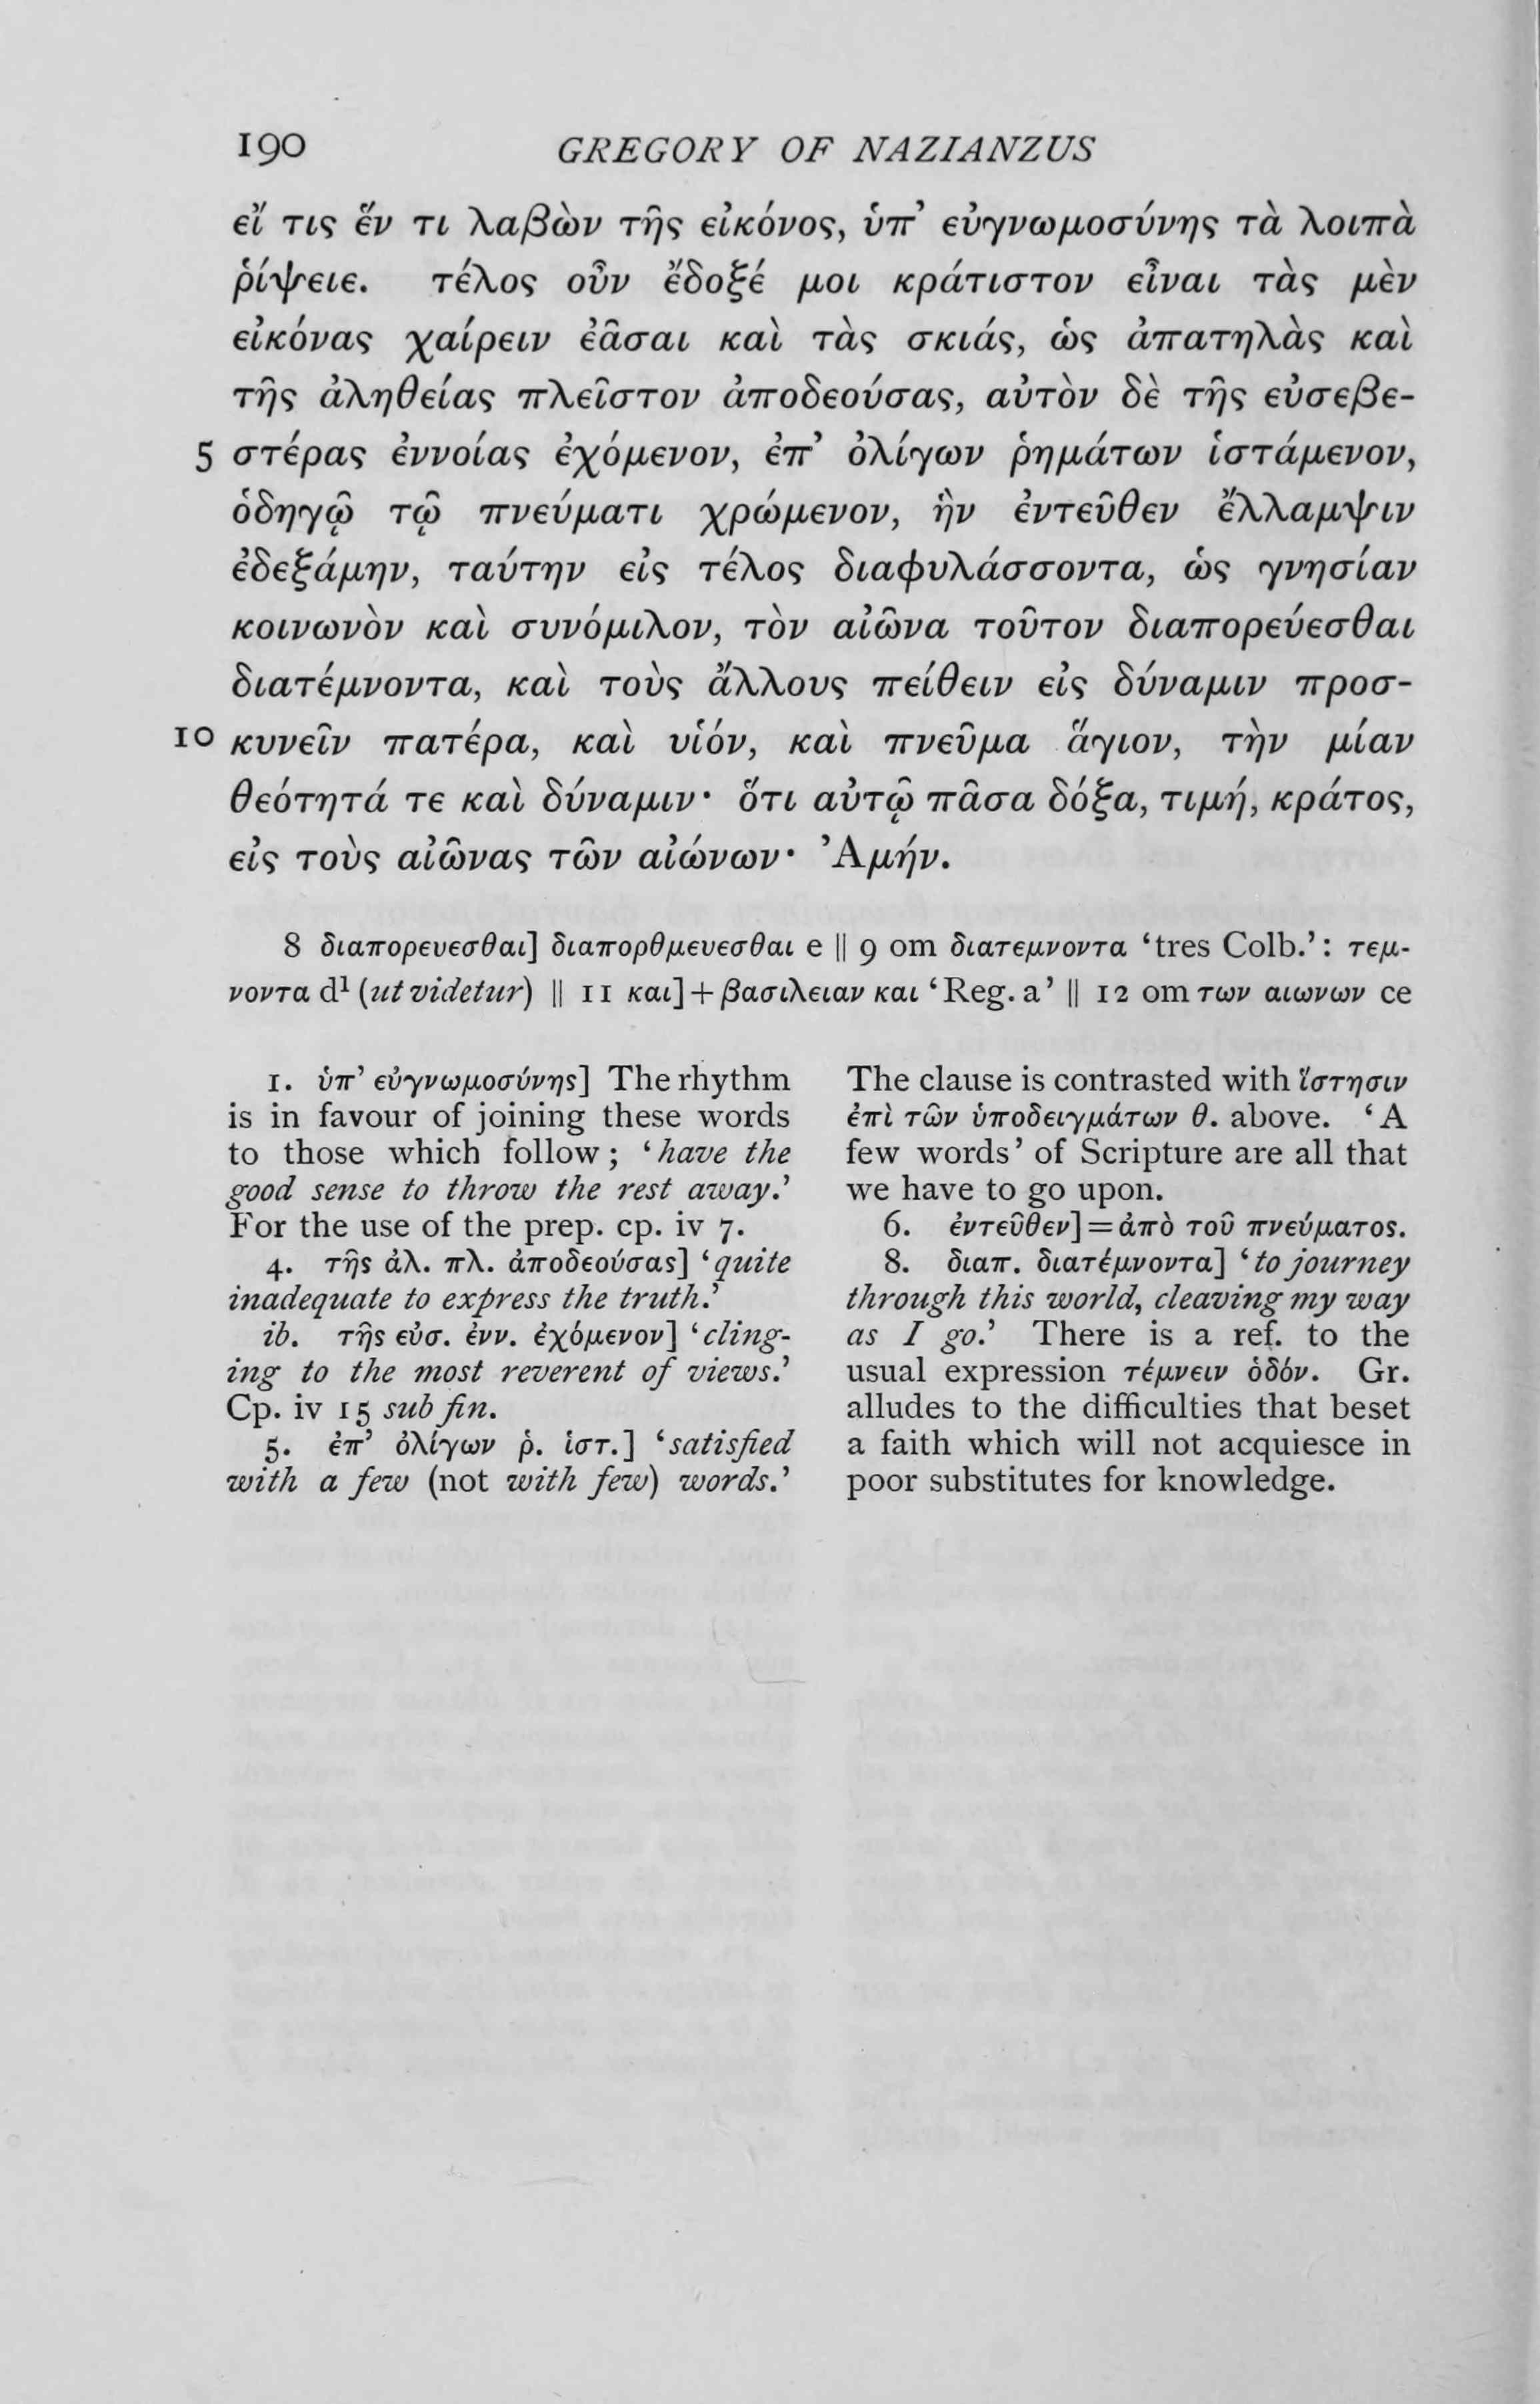 190 GREGORY OF NAZIANZUS
εἴ τις ἕν τι λαβὼν τῆς εἰκόνος, ὑπ’ εὐγνωμοσύνης τὰ λοιπὰ
ῥίψειε. τέλος οὖν ἔδοξέ μοι κράτιστον εἶναι τὰς μὲν
εἰκόνας χαίρειν ἐᾶσαι καὶ τὰς σκιάς, ὡς ἀπατηλὰς καὶ
τῆς ἀληθείας πλεῖστον ἀποδεούσας, αὐτὸν δὲ τῆς εὐσεβε-
5 στέρας ἐννοίας ἐχόμενον, ἐπ’ ὀλίγων ῥημάτων ἱστάμενον,
ὁδηγῷ τῷ πνεύματι χρώμενον, ἣν ἐντεῦθεν ἔλλαμψιν
ἐδεξάμην, ταύτην εἰς τέλος διαφυλάσσοντα, ὡς γνησίαν
κοινωνὸν καὶ συνόμιλον, τὸν αἰῶνα τοῦτον διαπορεύεσθαι
διατέμνοντα, καὶ τοὺς ἄλλους πείθειν εἰς δύναμιν προσ-
10 κυνεῖν πατέρα, καὶ υἱόν, καὶ πνεῦμα ἅγιον, τὴν μίαν
θεότητά τε καὶ δύναμιν· ὅτι αὐτῷ πᾶσα δόξα, τιμή, κράτος,
εἰς τοὺς αἰῶνας τῶν αἰώνων· Ἀμήν.
8 διαπορευεσθαι] διαπορθμευεσθαι e || 9 om διατεμνοντα ‘tres Colb.’: τεμ-
νοντα d¹ (ut videtur) || 11 και]+βασιλειαν και ‘Reg. a’ || 12 om των αιωνων ce
1. ὑπ’ εὐγνωμοσύνης] The rhythm
is in favour of joining these words
to those which follow; ‘have the
good sense to throw the rest away.’
For the use of the prep. cp. iv 7.
4. τῆς ἀλ. πλ. ἀποδεούσας] ‘quite
inadequate to express the truth.’
ib. τῆς εὐσ. ἐνν. ἐχόμενον] ‘cling-
ing to the most reverent of views.’
Cp. iv 15 sub fin.
5. ἐπ’ ὀλίγων ῥ. ἱστ.] ‘satisfied
with a few (not with few) words.’
The clause is contrasted with ἵστησιν
ἐπὶ τῶν ὑποδειγμάτων θ. above. ‘A
few words’ of Scripture are all that
we have to go upon.
6. ἐντεῦθεν]=ἀπὸ τοῦ πνεύματος.
8. διαπ. διατέμνοντα] ‘to journey
through this world, cleaving my way
as I go.’ There is a ref. to the
usual expression τέμνειν ὁδόν. Gr.
alludes to the difficulties that beset
a faith which will not acquiesce in
poor substitutes for knowledge.